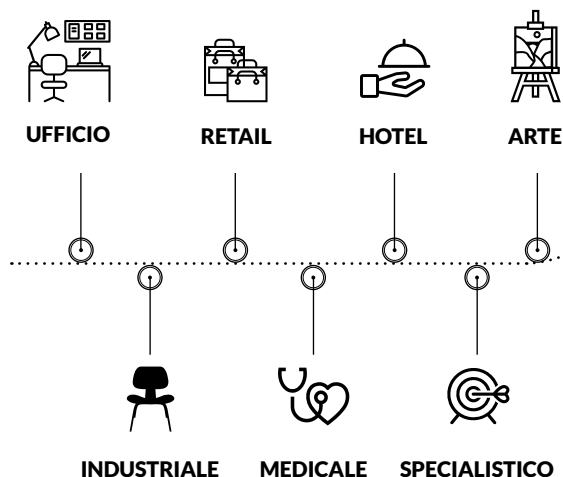 UFFICIO
RETAIL
HOTEL
ARTE
INDUSTRIALE
MEDICALE
SPECIALISTICO